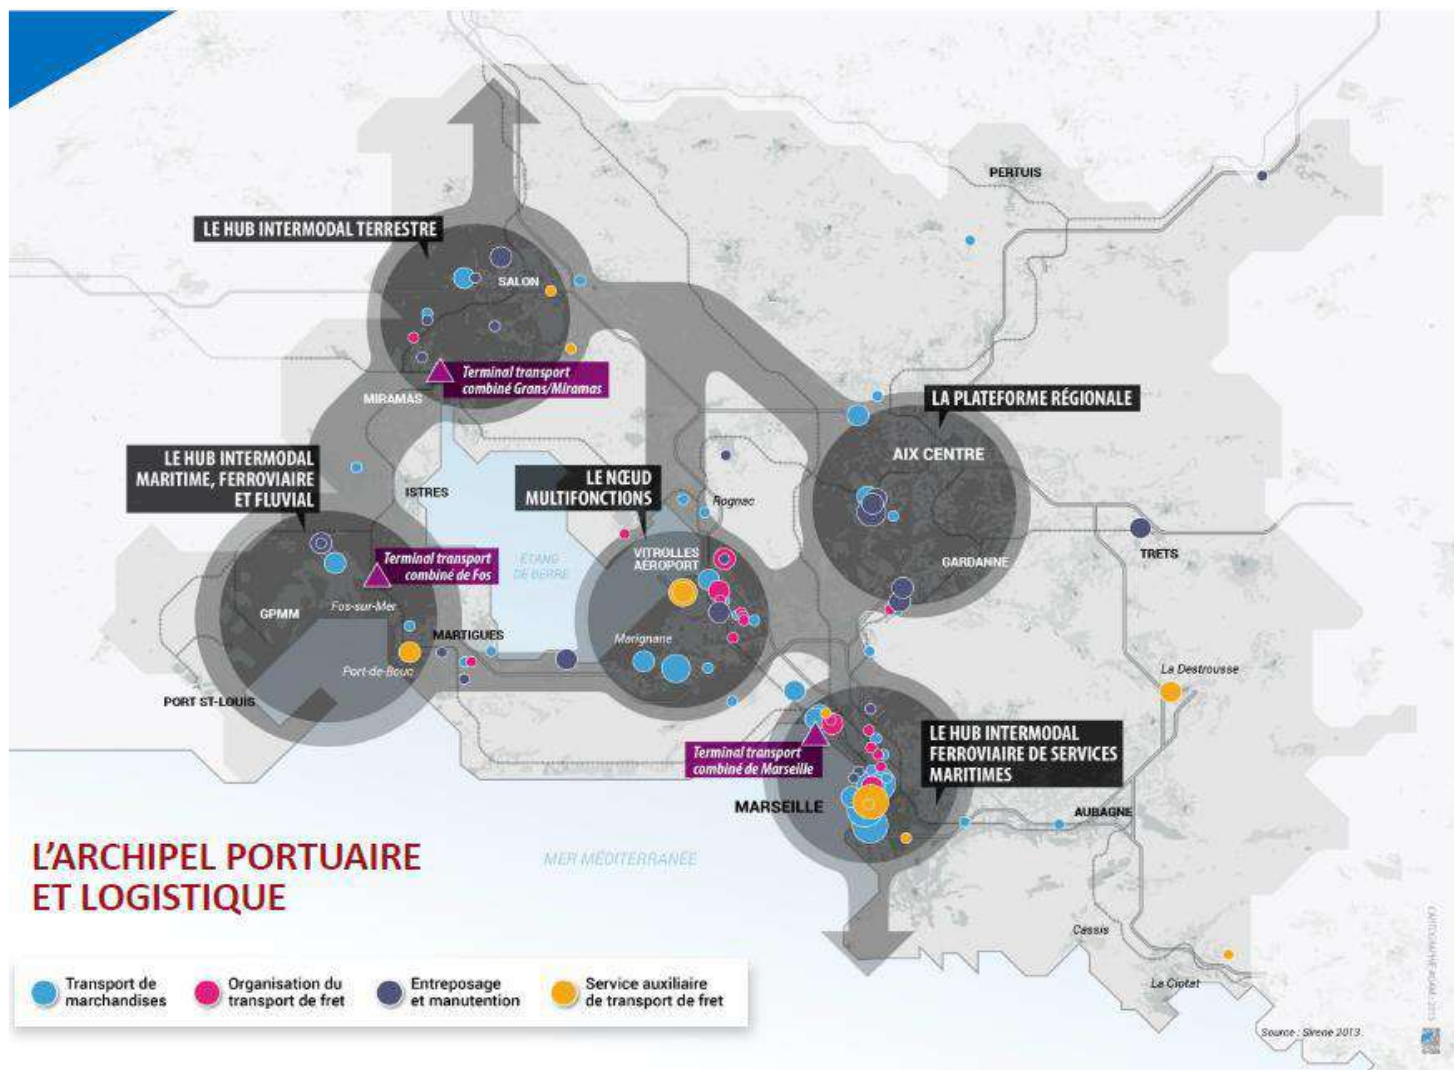 PERTUIS
LE HUB INTERMODAL TERRESTRE
SALON
Terminal transport
combiné Grans/Miramas
MIRAMAS
LA PLATEFORME RÉGIONALE
AIX CENTRE
LE HUB INTERMODAL
MARITIME, FERROVIAIRE
ET FLUVIAL
ISTRES
LE NŒUD
MULTIFONCTIONS
Rognac
VITROLLES
AÉROPORT
ÉTANG
DE BERRE
Terminal transport
combiné de Fos
GARDANNE
TRETS
GPMM
Fos-sur-Mer
MARTIGUES
Marignane
Port-de-Bouc
PORT ST-LOUIS
La Destrousse
LE HUB INTERMODAL
FERROVIAIRE DE SERVICES
MARITIMES
Terminal transport
combiné de Marseille
MARSEILLE
AUBAGNE
L'ARCHIPEL PORTUAIRE
ET LOGISTIQUE
MER MÉDITERRANÉE
Cassis
La Ciotat
Transport de
marchandises
Organisation du
transport de fret
Entreposage
et manutention
Service auxiliaire
de transport de fret
Source : Sirene 2013